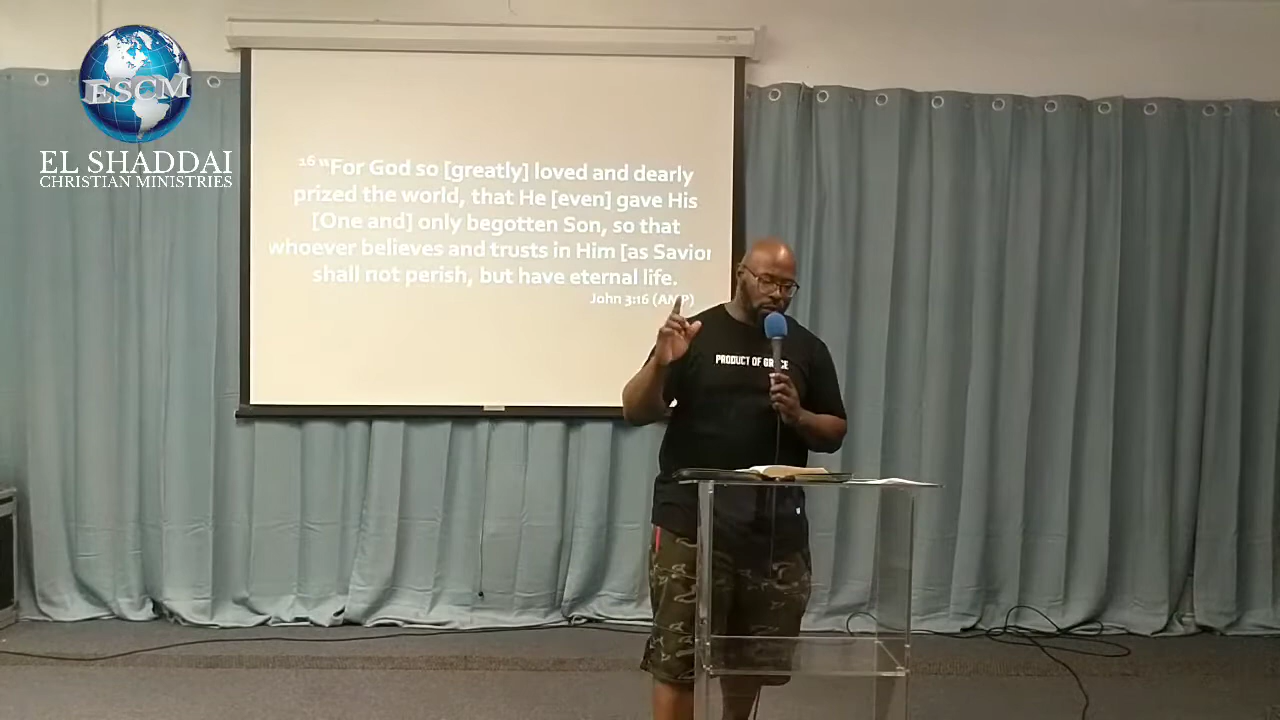 ESCM
EL SHADDAI
CHRISTIAN MINISTRIES
16 "For God so [greatly] loved and dearly
prized the world, that He [even] gave His
[One and] only begotten Son, so that
whoever believes and trusts in Him [as Savior
shall not perish, but have eternal life.
John 3:16 (AMP)
PRODUCT OF GRACE